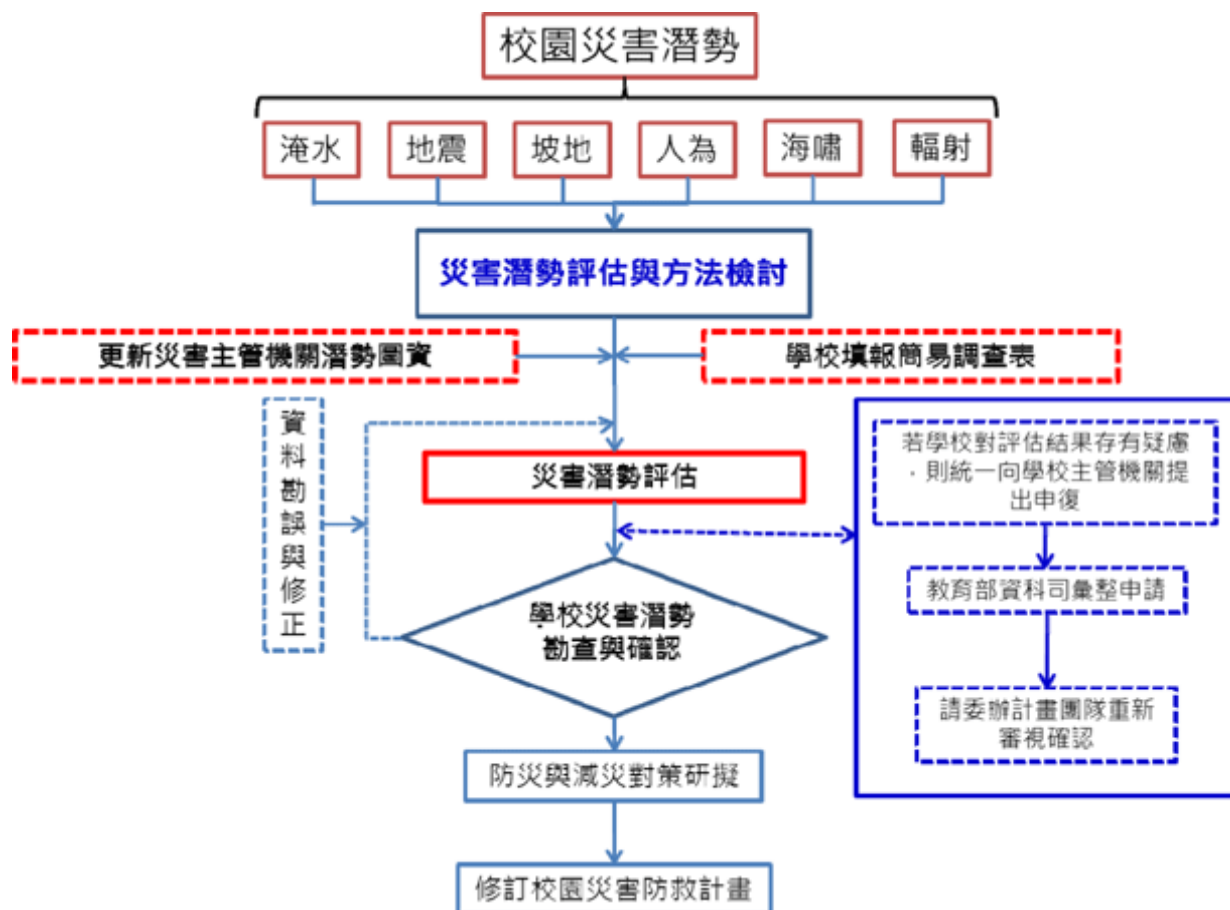 校園災害潛勢
淹水
地震
坡地
人為
海嘯
輻射
災害潛勢評估與方法檢討
更新災害主管機關潛勢圖資
學校填報簡易調查表
資料勘誤與修正
災害潛勢評估
若學校對評估結果存有疑慮
，則統一向學校主管機關提
出申復
教育部資科司彙整申請
請委辦計畫團隊重新
審視確認
學校災害潛勢
勘查與確認
防災與減災對策研擬
修訂校園災害防救計畫